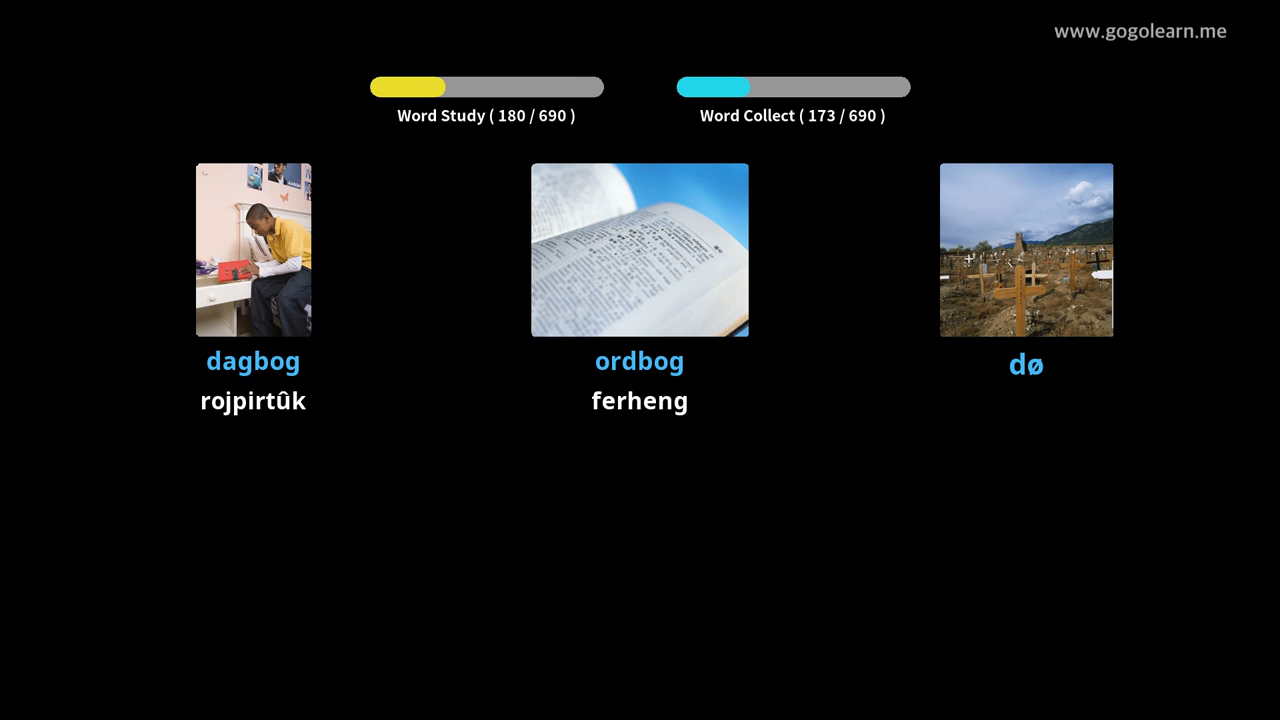 www.gogolearn.me
Word Study ( 180 / 690 )
Word Collect ( 173 / 690 )
dagbog
rojpirtûk
ordbog
ferheng
dø